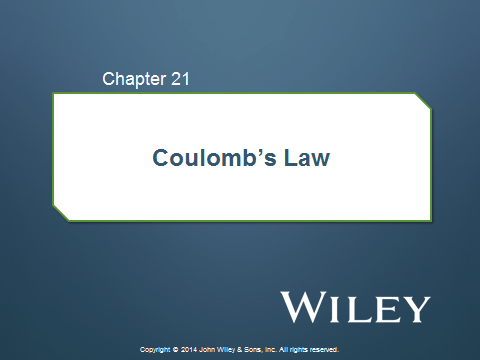 Chapter 21
Coulomb’s Law
WILEY
Copyright © 2014 John Wiley & Sons, Inc. All rights reserved.